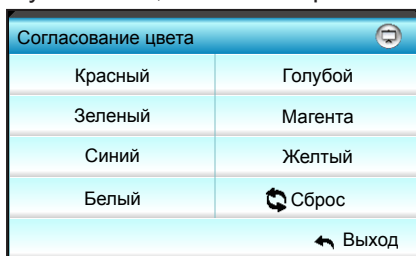 Согласование цвета
Красный Голубой
Зеленый Магента
Синий Желтый
Белый Сброс
Выход